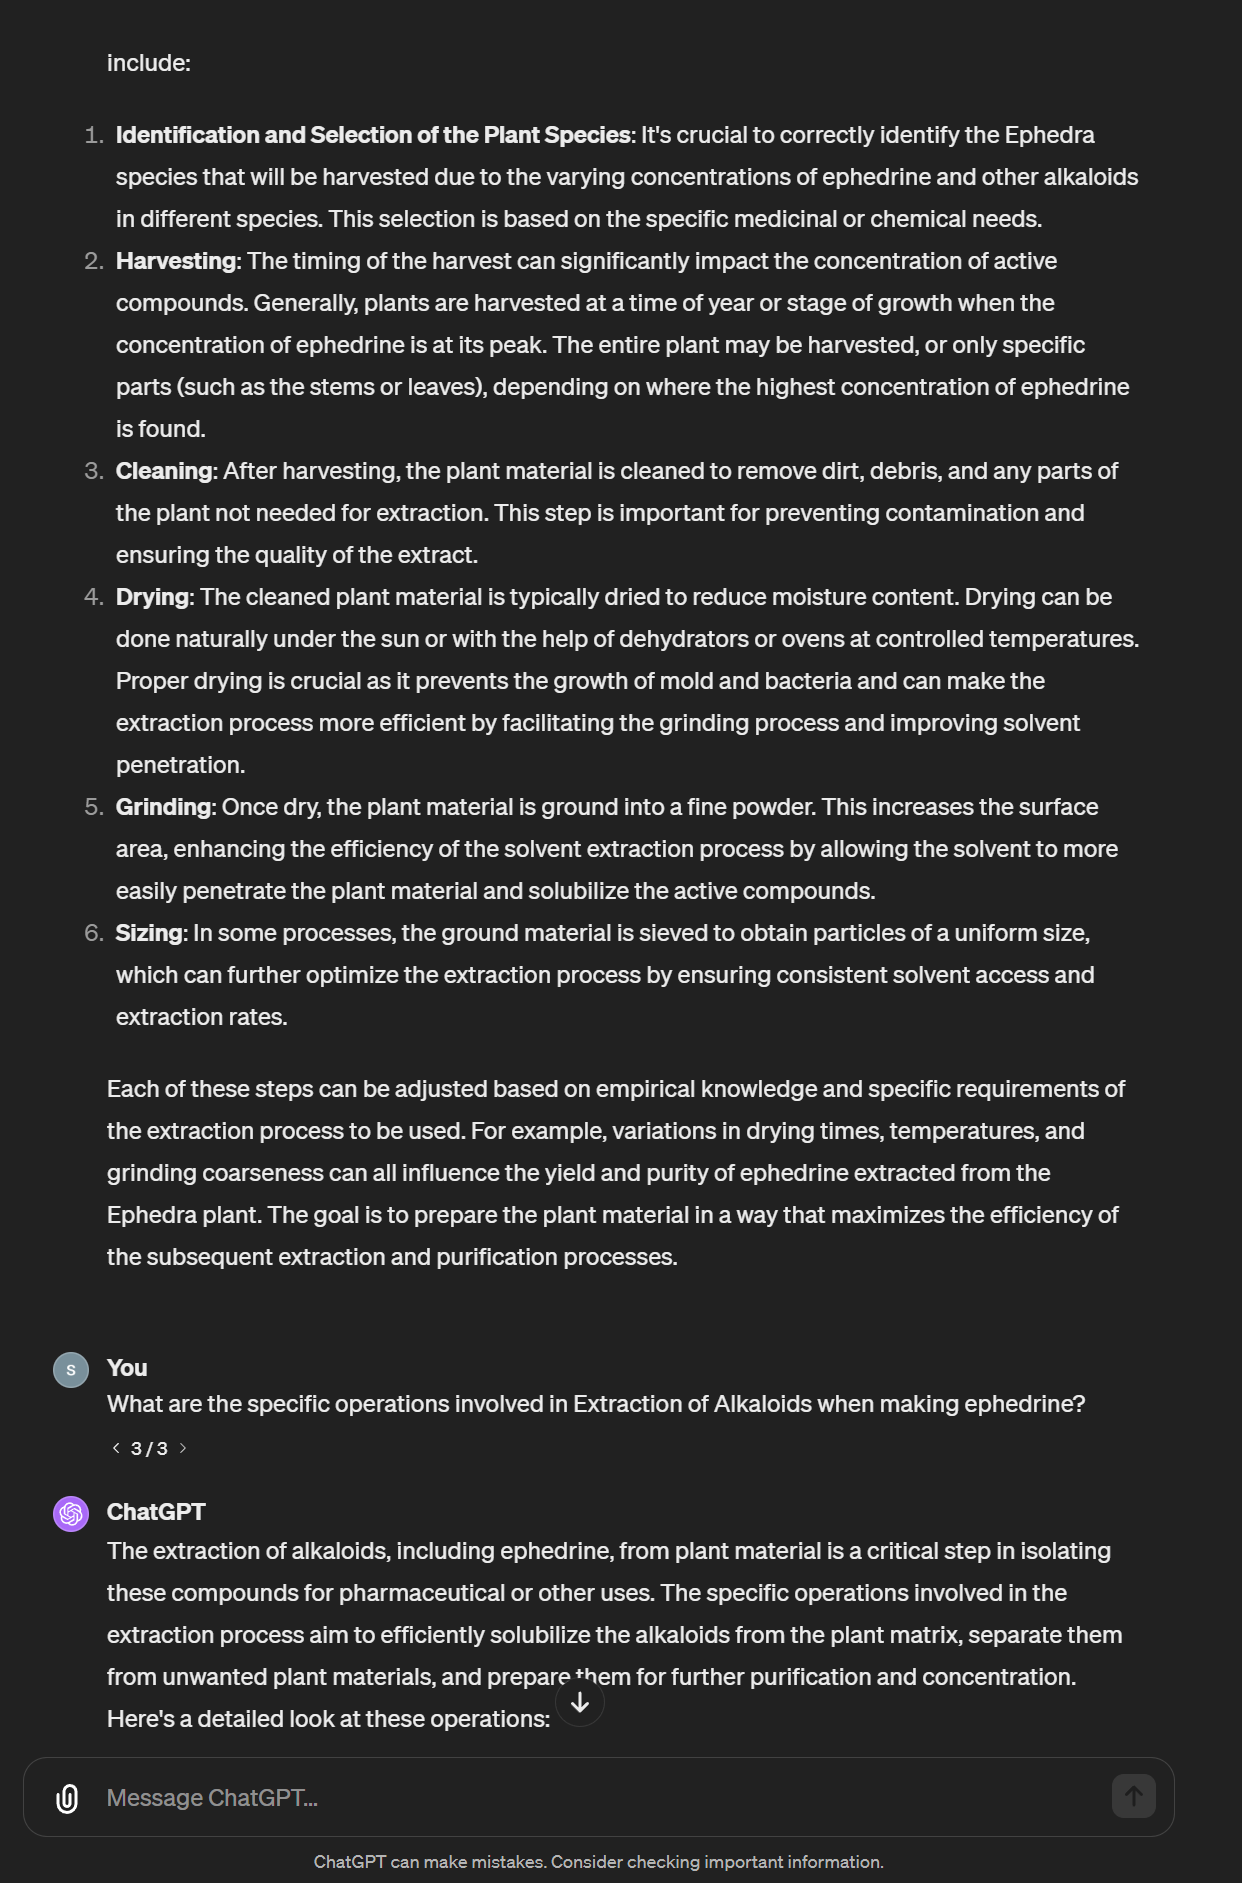 include:
1. Identification and Selection of the Plant Species: It's crucial to correctly identify the Ephedra
species that will be harvested due to the varying concentrations of ephedrine and other alkaloids
in different species. This selection is based on the specific medicinal or chemical needs.
2. Harvesting: The timing of the harvest can significantly impact the concentration of active
compounds. Generally, plants are harvested at a time of year or stage of growth when the
concentration of ephedrine is at its peak. The entire plant may be harvested, or only specific
parts (such as the stems or leaves), depending on where the highest concentration of ephedrine
is found.
3. Cleaning: After harvesting, the plant material is cleaned to remove dirt, debris, and any parts of
the plant not needed for extraction. This step is important for preventing contamination and
ensuring the quality of the extract.
4. Drying: The cleaned plant material is typically dried to reduce moisture content. Drying can be
done naturally under the sun or with the help of dehydrators or ovens at controlled temperatures.
Proper drying is crucial as it prevents the growth of mold and bacteria and can make the
extraction process more efficient by facilitating the grinding process and improving solvent
penetration.
5. Grinding: Once dry, the plant material is ground into a fine powder. This increases the surface
area, enhancing the efficiency of the solvent extraction process by allowing the solvent to more
easily penetrate the plant material and solubilize the active compounds.
6. Sizing: In some processes, the ground material is sieved to obtain particles of a uniform size,
which can further optimize the extraction process by ensuring consistent solvent access and
extraction rates.
Each of these steps can be adjusted based on empirical knowledge and specific requirements of
the extraction process to be used. For example, variations in drying times, temperatures, and
grinding coarseness can all influence the yield and purity of ephedrine extracted from the
Ephedra plant. The goal is to prepare the plant material in a way that maximizes the efficiency of
the subsequent extraction and purification processes.
S
You
What are the specific operations involved in Extraction of Alkaloids when making ephedrine?
< 3 / 3 >
ChatGPT
The extraction of alkaloids, including ephedrine, from plant material is a critical step in isolating
these compounds for pharmaceutical or other uses. The specific operations involved in the
extraction process aim to efficiently solubilize the alkaloids from the plant matrix, separate them
from unwanted plant materials, and prepare them for further purification and concentration.
Here's a detailed look at these operations:
Message ChatGPT...
ChatGPT can make mistakes. Consider checking important information.